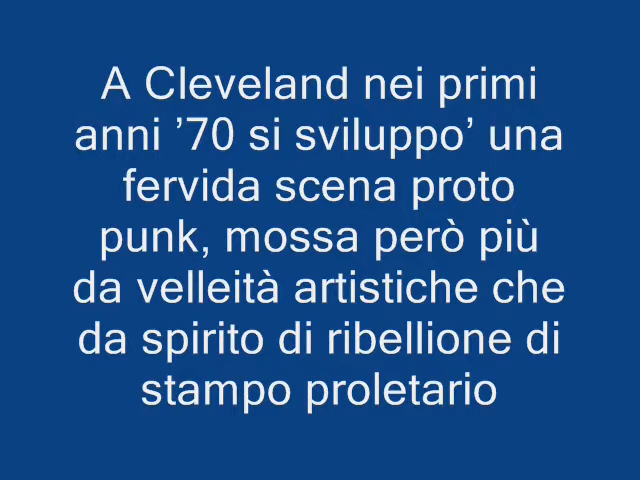 A Cleveland nei primi
anni ’70 si sviluppo’ una
fervida scena proto
punk, mossa però più
da velleità artistiche che
da spirito di ribellione di
stampo proletario